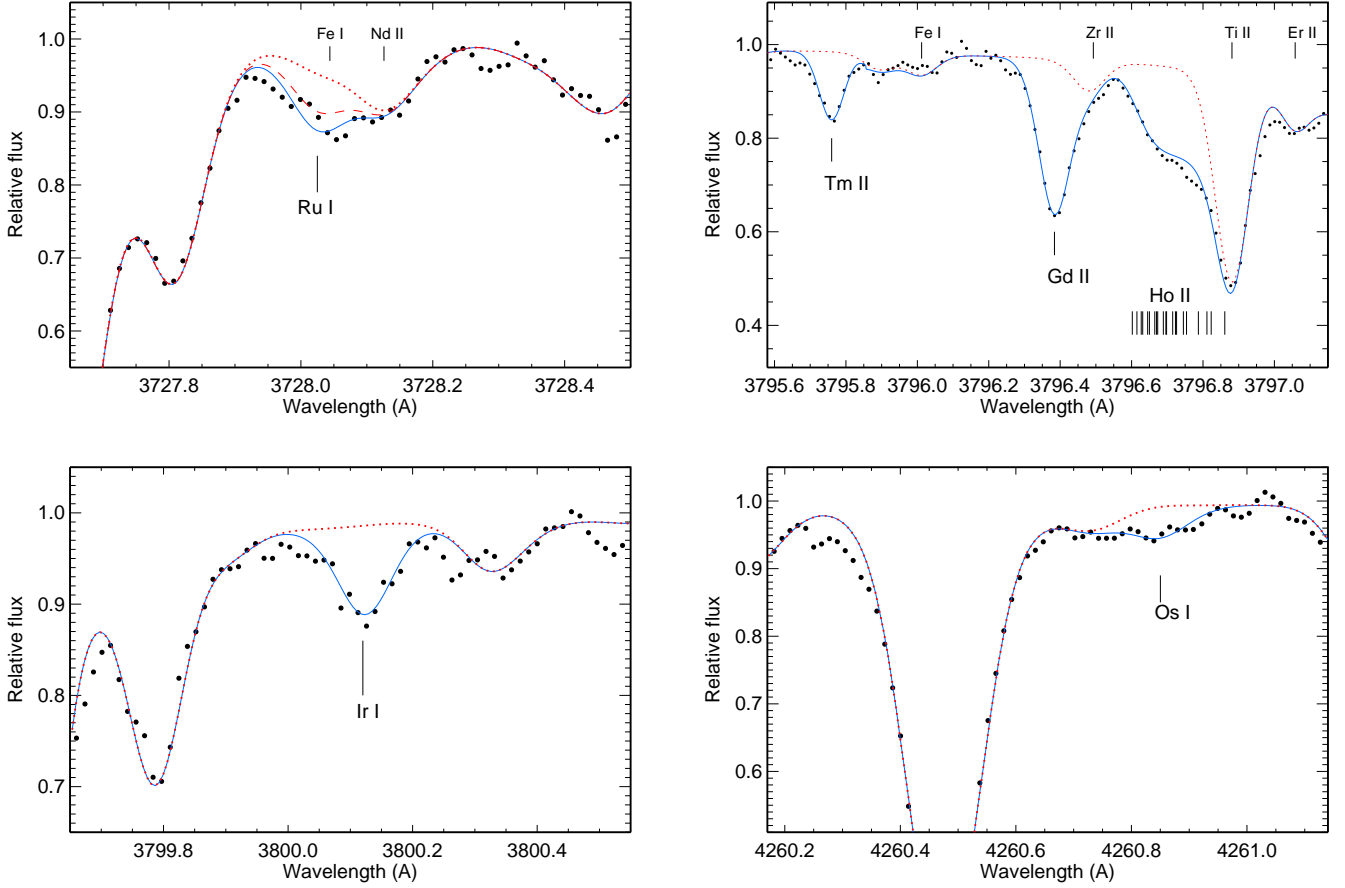 Fe I Nd II
1.0
0.9
0.8
0.7
0.6
Relative flux
Ru I
3727.8 3728.0 3728.2 3728.4
Wavelength (A)
Fe I Zr II Ti II Er II
1.0
0.8
0.6
0.4
Relative flux
Tm II
Gd II
Ho II
3795.6 3795.8 3796.0 3796.2 3796.4 3796.6 3796.8 3797.0
Wavelength (A)
1.0
0.9
0.8
0.7
Relative flux
Ir I
3799.8 3800.0 3800.2 3800.4
Wavelength (A)
1.0
0.9
0.8
0.7
0.6
Relative flux
Os I
4260.2 4260.4 4260.6 4260.8 4261.0
Wavelength (A)